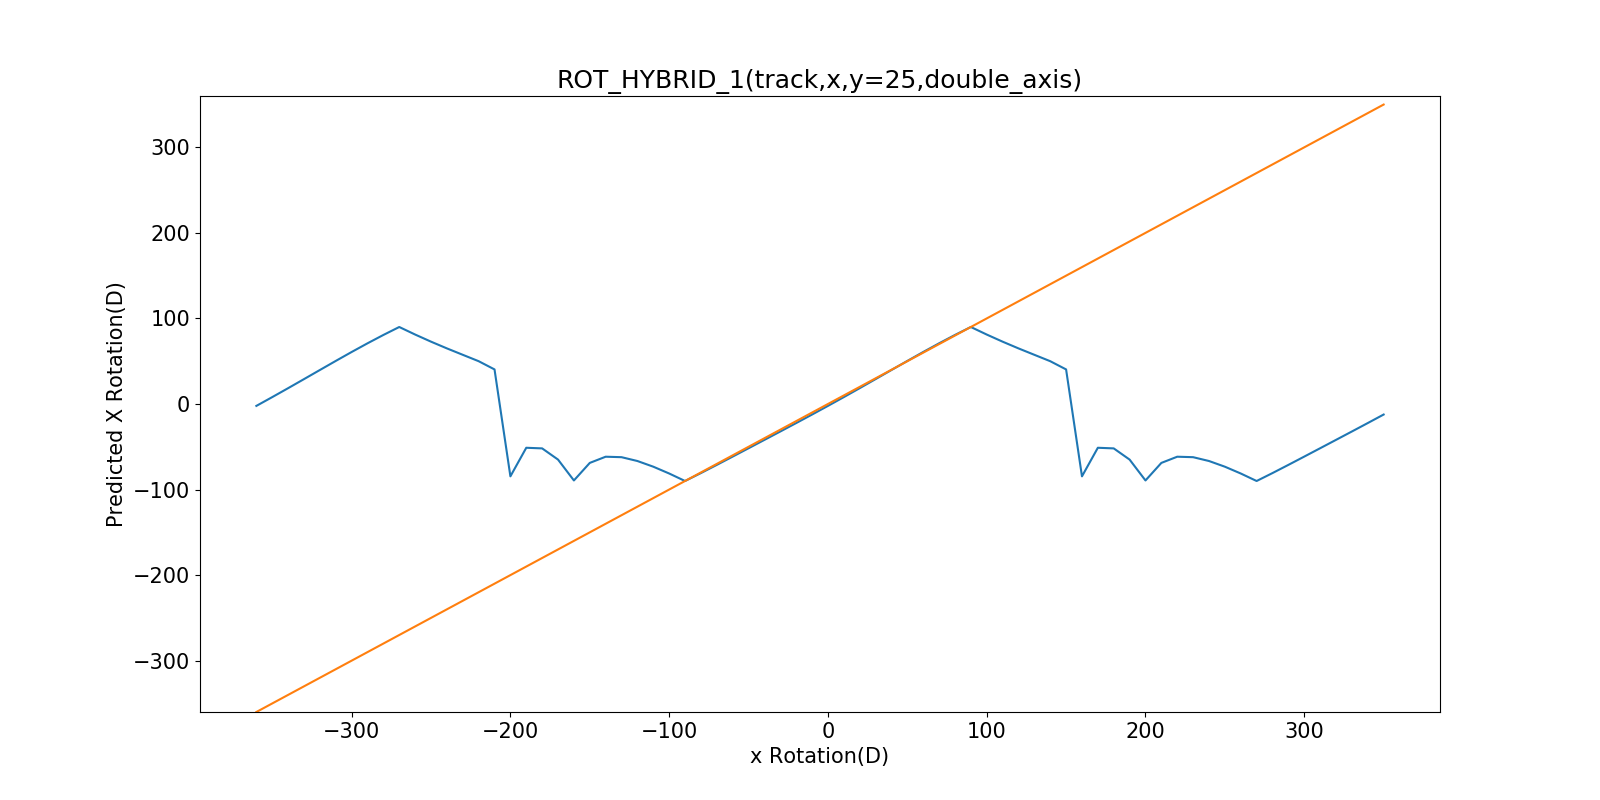 ROT_HYBRID_1(track,x,y=25,double_axis)
300
200
100
0
−100
−200
−300
Predicted X Rotation(D)
−300 −200 −100 0 100 200 300
x Rotation(D)